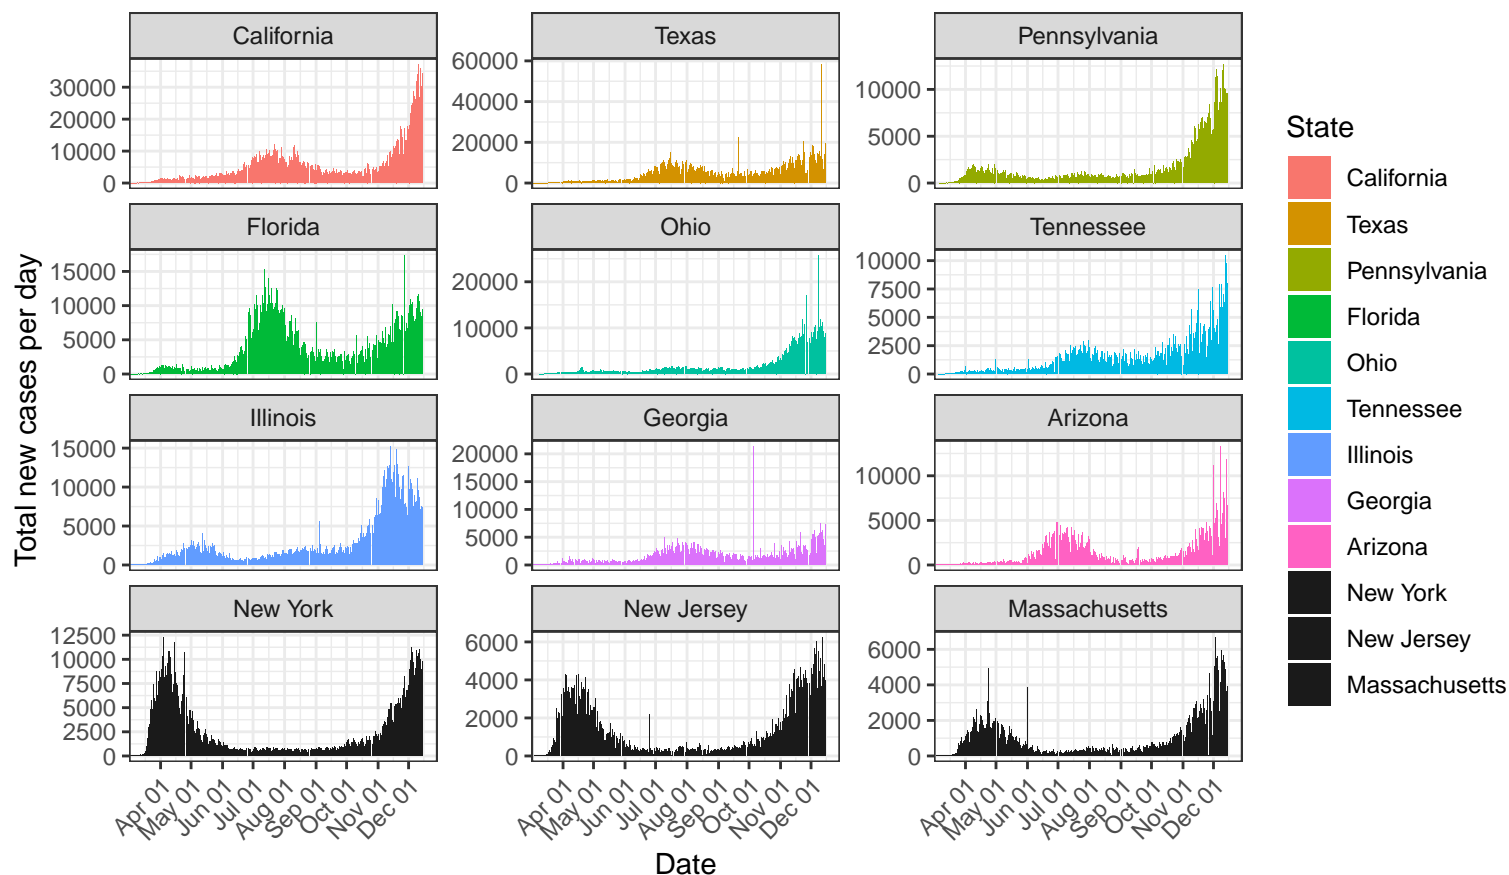 California
Texas
Pennsylvania
30000
20000
10000
0
60000
40000
20000
0
10000
5000
0
Florida
Ohio
Tennessee
15000
10000
5000
0
20000
10000
0
10000
7500
5000
2500
0
Illinois
Georgia
Arizona
15000
10000
5000
0
20000
15000
10000
5000
0
10000
5000
0
New York
New Jersey
Massachusetts
12500
10000
7500
5000
2500
0
6000
4000
2000
0
6000
4000
2000
0
Apr 01
May 01
Jun 01
Jul 01
Aug 01
Sep 01
Oct 01
Nov 01
Dec 01
Apr 01
May 01
Jun 01
Jul 01
Aug 01
Sep 01
Oct 01
Nov 01
Dec 01
Apr 01
May 01
Jun 01
Jul 01
Aug 01
Sep 01
Oct 01
Nov 01
Dec 01
Date
Total new cases per day
State
California
Texas
Pennsylvania
Florida
Ohio
Tennessee
Illinois
Georgia
Arizona
New York
New Jersey
Massachusetts